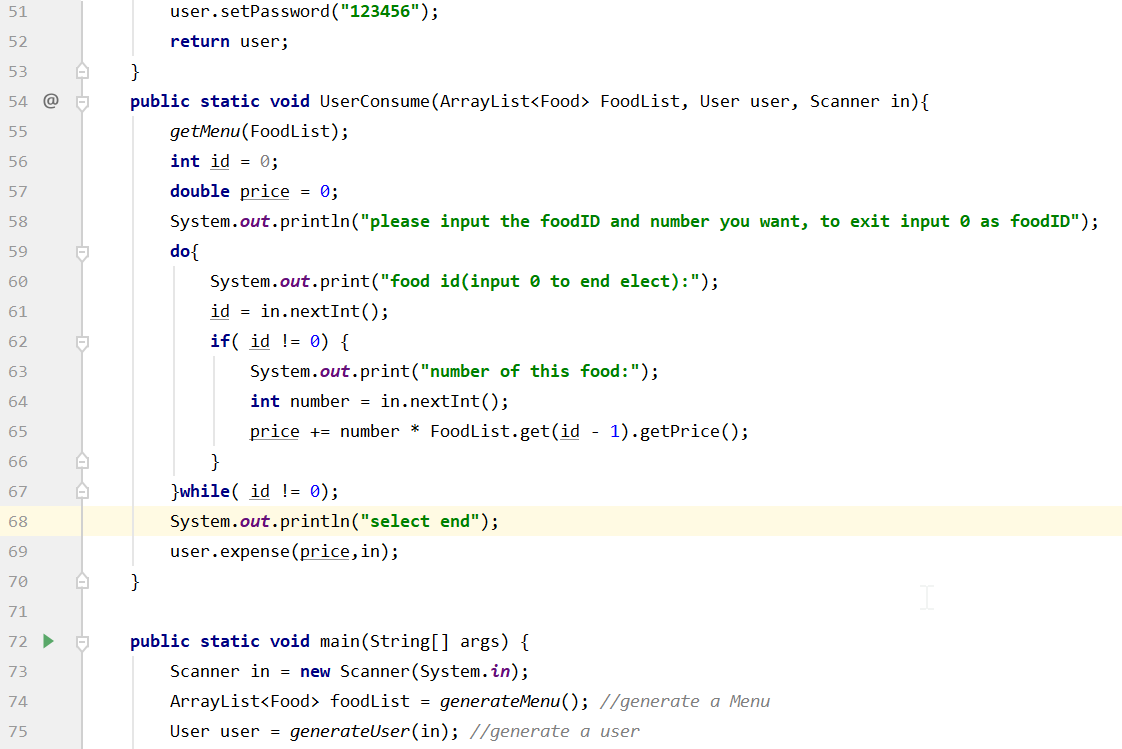 51 user.setPassword("123456");
52 return user;
53 }
54 @ public static void UserConsume(ArrayList<Food> FoodList, User user, Scanner in){
55 getMenu(FoodList);
56 int id = 0;
57 double price = 0;
58 System.out.println("please input the foodID and number you want, to exit input 0 as foodID");
59 do{
60 System.out.print("food id(input 0 to end elect):");
61 id = in.nextInt();
62 if( id != 0) {
63 System.out.print("number of this food:");
64 int number = in.nextInt();
65 price += number * FoodList.get(id - 1).getPrice();
66 }
67 }while( id != 0);
68 System.out.println("select end");
69 user.expense(price,in);
70 }
71
72 public static void main(String[] args) {
73 Scanner in = new Scanner(System.in);
74 ArrayList<Food> foodList = generateMenu(); //generate a Menu
75 User user = generateUser(in); //generate a user